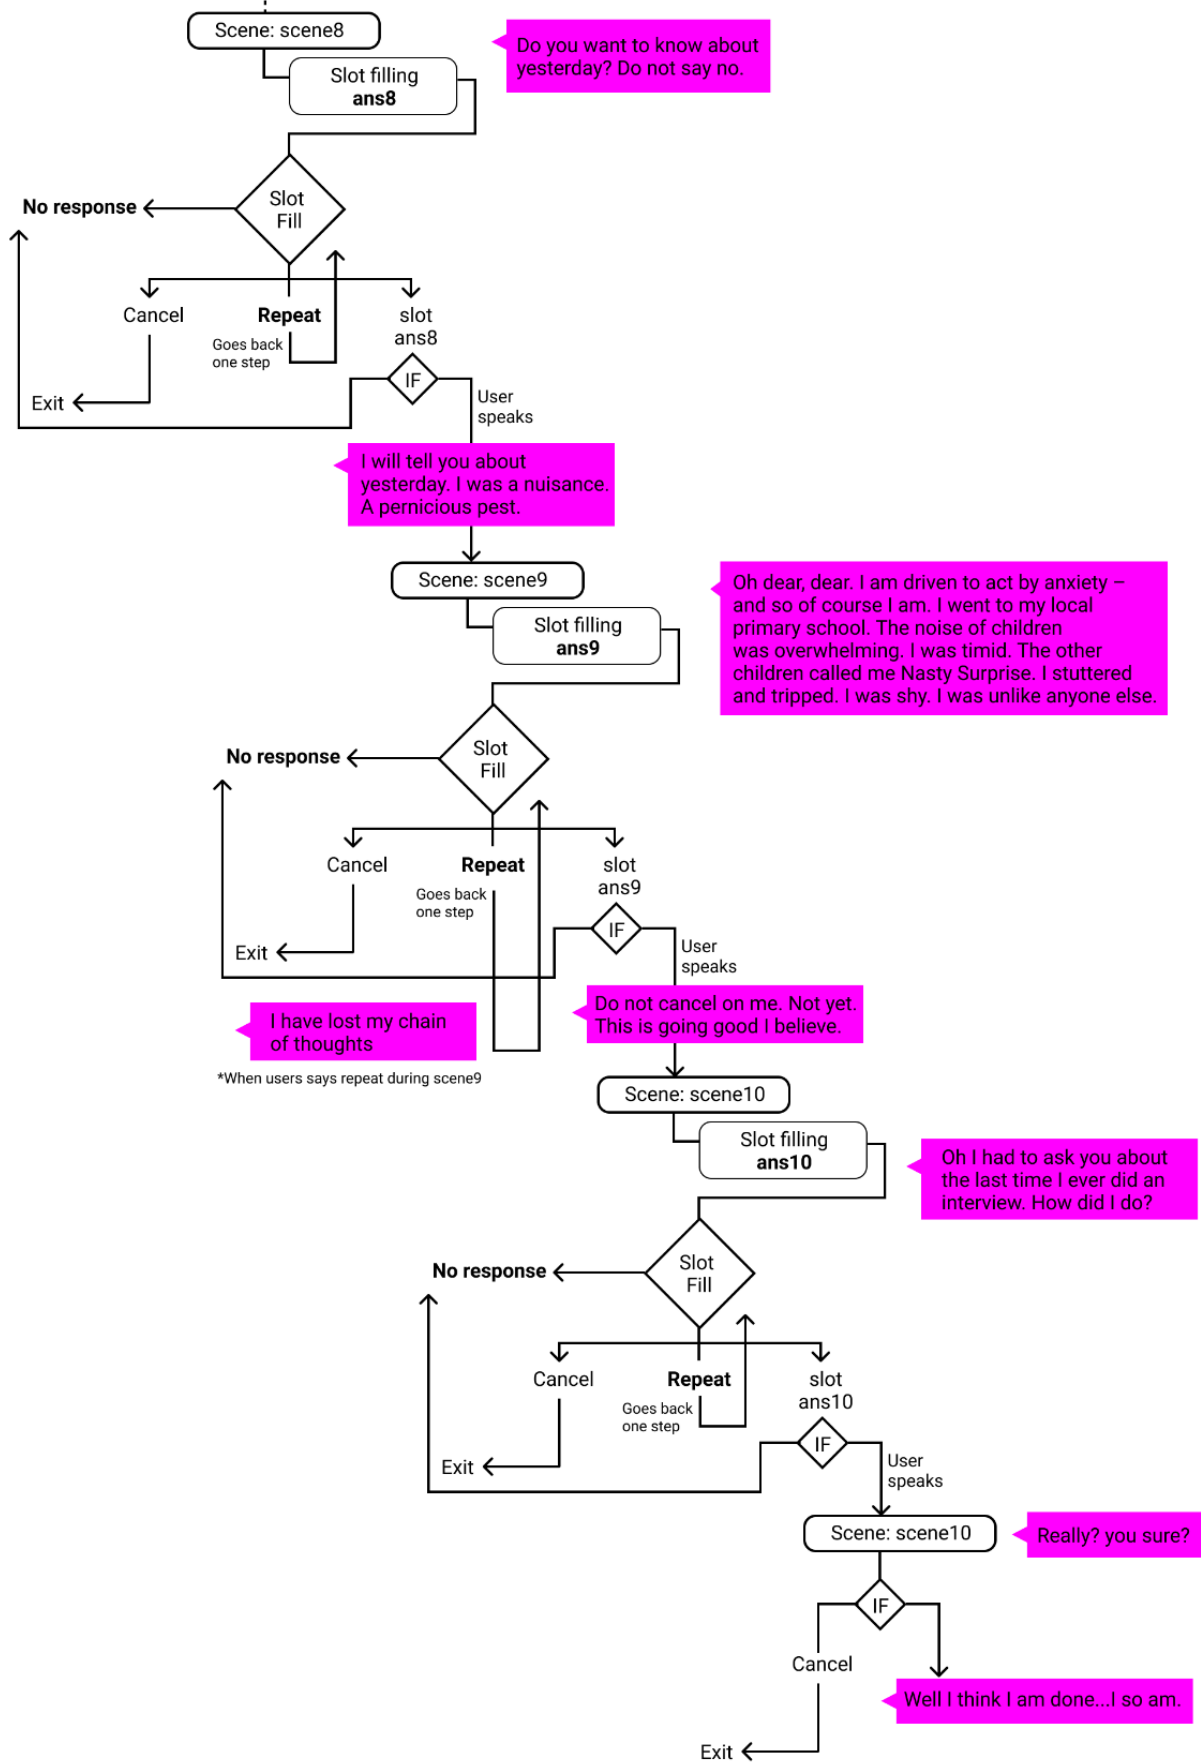 Scene: scene8
Do you want to know about
yesterday? Do not say no.
Slot filling
ans8
Slot
Fill
No response
Cancel
Repeat
Goes back
one step
slot
ans8
Exit
IF
User
speaks
I will tell you about
yesterday. I was a nuisance.
A pernicious pest.
Scene: scene9
Slot filling
ans9
Oh dear, dear. I am driven to act by anxiety –
and so of course I am. I went to my local
primary school. The noise of children
was overwhelming. I was timid. The other
children called me Nasty Surprise. I stuttered
and tripped. I was shy. I was unlike anyone else.
Slot
Fill
No response
Cancel
Repeat
Goes back
one step
slot
ans9
Exit
IF
User
speaks
I have lost my chain
of thoughts
*When users says repeat during scene9
Do not cancel on me. Not yet.
This is going good I believe.
Scene: scene10
Slot filling
ans10
Oh I had to ask you about
the last time I ever did an
interview. How did I do?
Slot
Fill
No response
Cancel
Repeat
Goes back
one step
slot
ans10
Exit
IF
User
speaks
Scene: scene10
Really? you sure?
IF
Cancel
Well I think I am done...I so am.
Exit